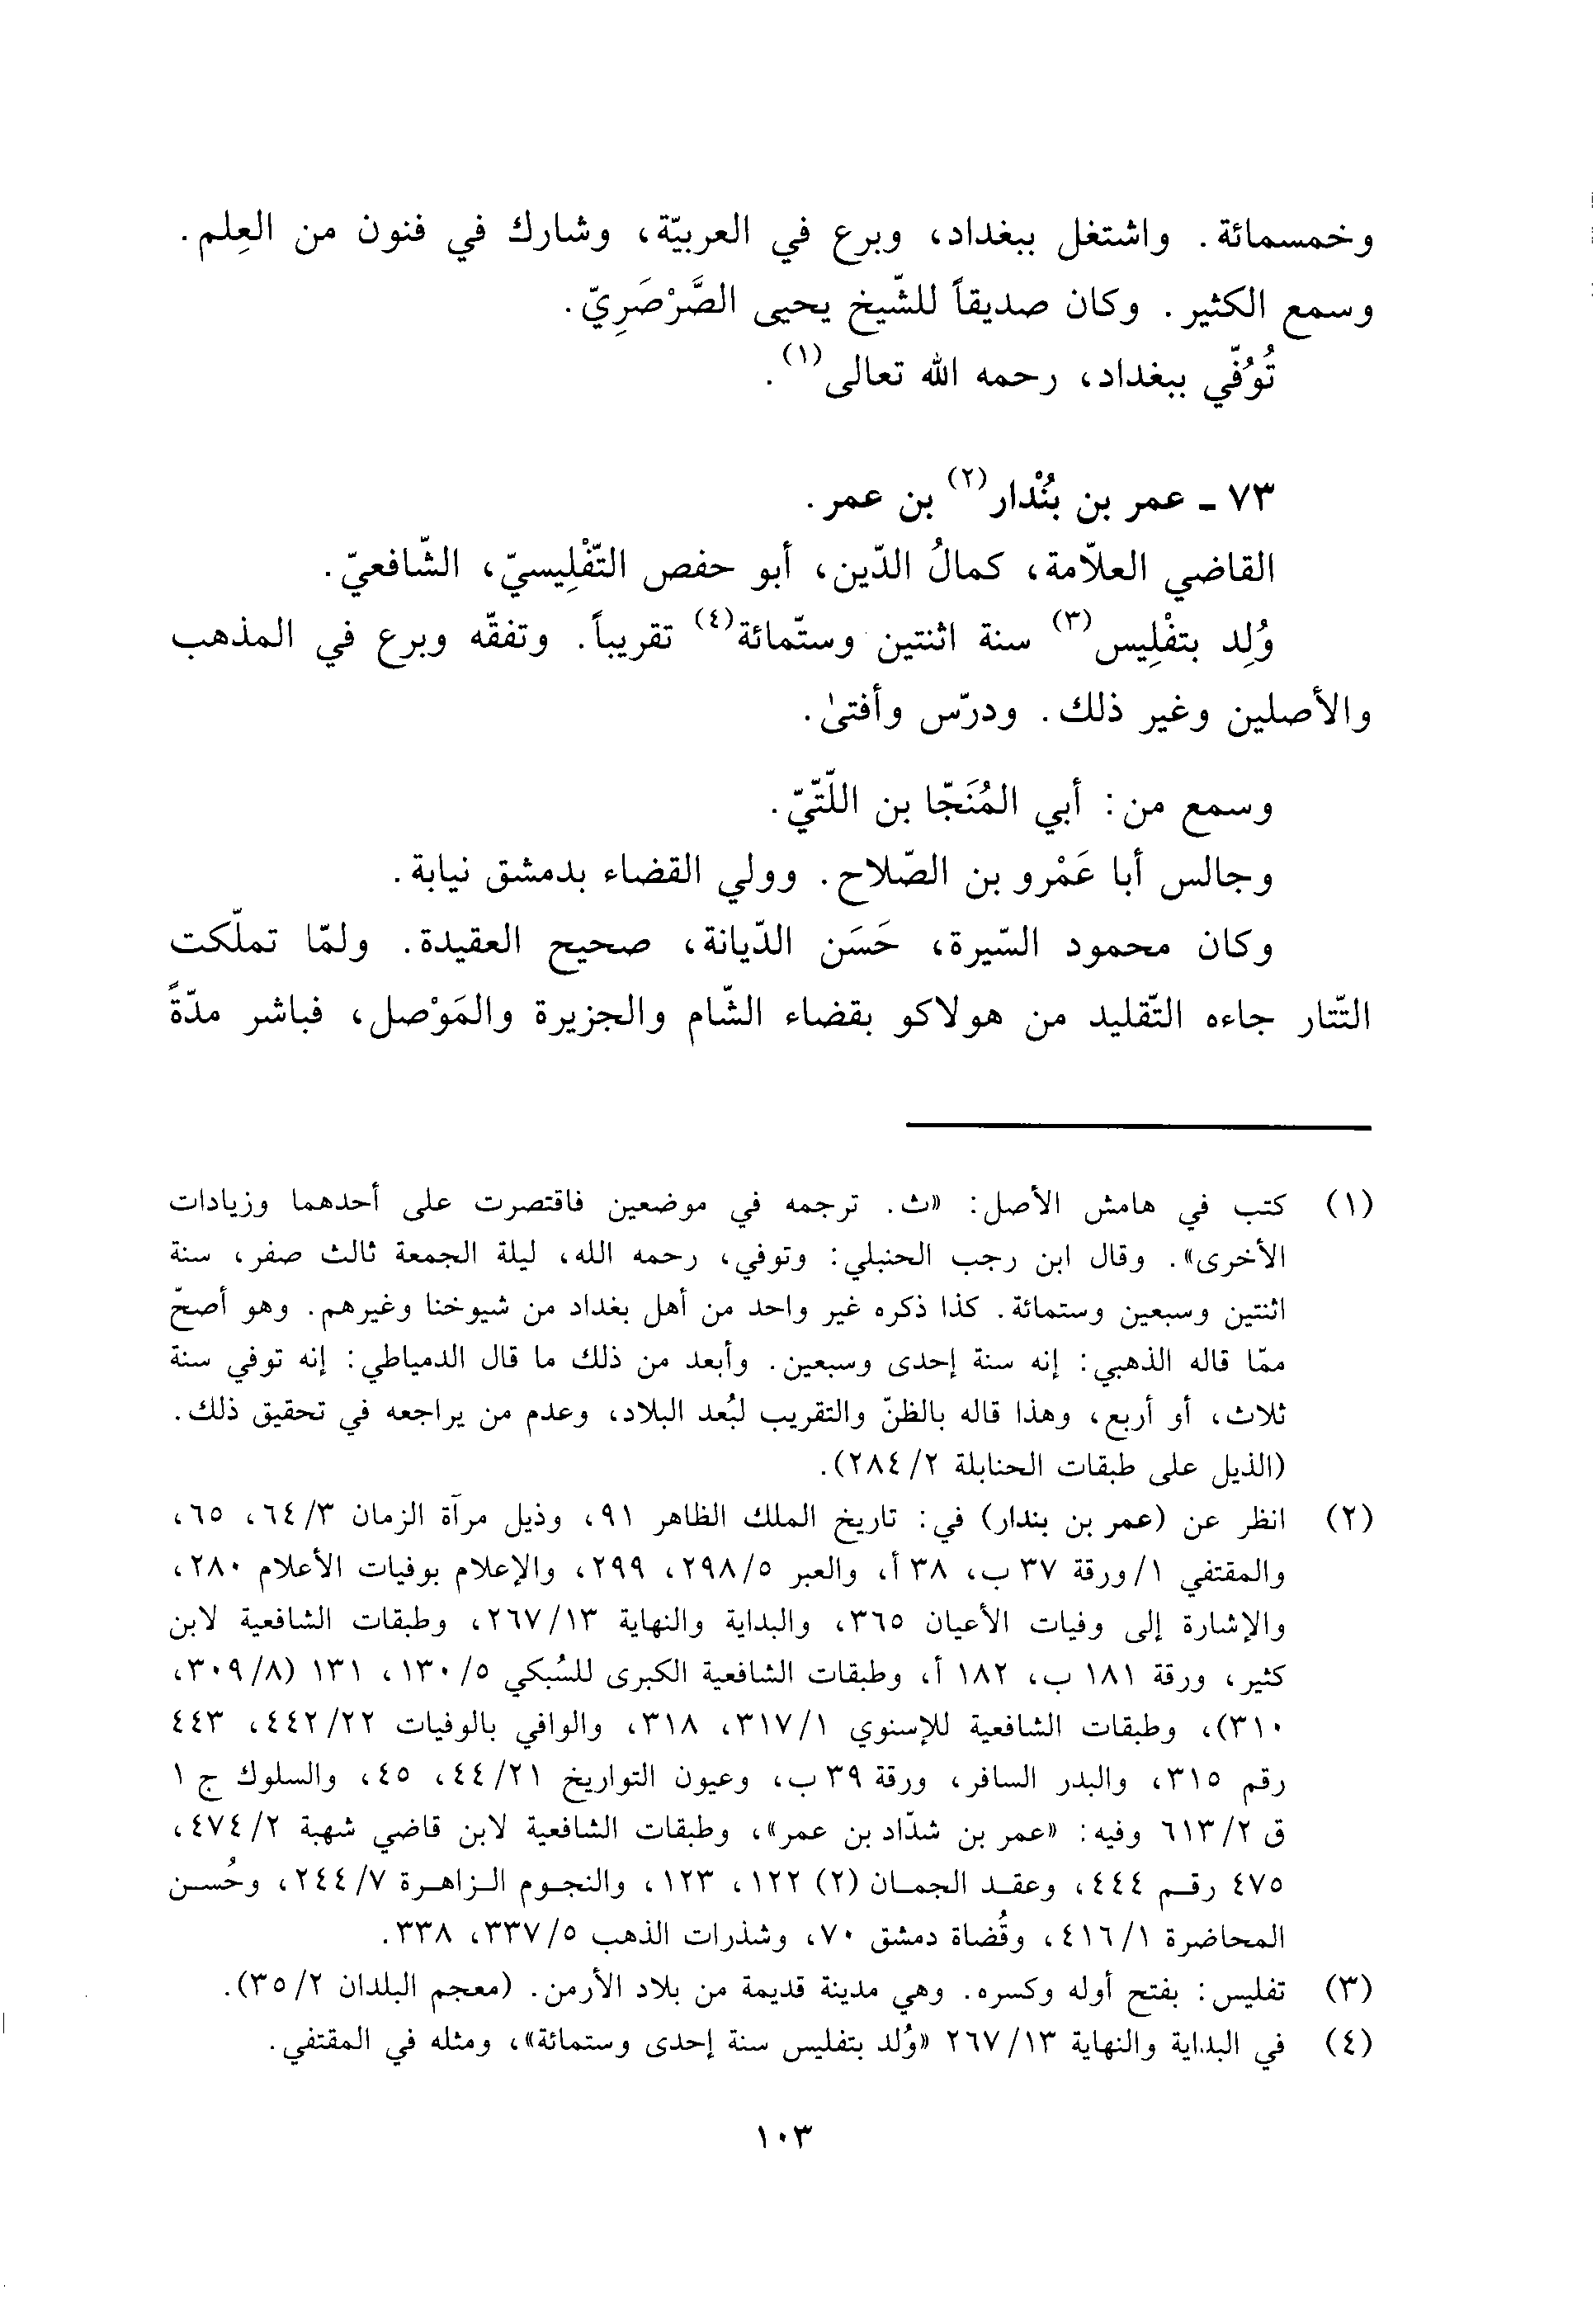 وخمسمائة. واشتغل ببغداد، وبرع في العربيّة، وشارك في فنون من العِلم.
وسمع الكثير. وكان صديقاً للشّيخ يحيى الصَّرْصَرِيّ.
تُوُفّي ببغداد، رحمه الله تعالى(١).
٧٣ - عمر بن بُنْدار(٢) بن عمر.
القاضي العلاّمة، كمالُ الدّين، أبو حفص التّفْلِيسيّ، الشّافعيّ.
وُلِد بتفْلِيس(٣) سنة اثنتين وستّمائة(٤) تقريباً. وتفقّه وبرع في المذهب
والأصلين وغير ذلك. ودرّس وأفتىٰ.
وسمع من: أبي المُنَجّا بن اللّتّيّ.
وجالس أبا عَمْرو بن الصّلاح. وولي القضاء بدمشق نيابة.
وكان محمود السّيرة، حَسَن الدّيانة، صحيح العقيدة. ولمّا تملّكت
التّتار جاءه التّقليد من هولاكو بقضاء الشّام والجزيرة والمَوْصل، فباشر مدّةً
(١) كتب في هامش الأصل: «ث. ترجمه في موضعين فاقتصرت على أحدهما وزيادات
الأخرى». وقال ابن رجب الحنبلي: وتوفي، رحمه الله، ليلة الجمعة ثالث صفر، سنة
اثنتين وسبعين وستمائة. كذا ذكره غير واحد من أهل بغداد من شيوخنا وغيرهم. وهو أصحّ
ممّا قاله الذهبي: إنه سنة إحدى وسبعين. وأبعد من ذلك ما قال الدمياطي: إنه توفي سنة
ثلاث، أو أربع، وهذا قاله بالظنّ والتقريب لبُعد البلاد، وعدم من يراجعه في تحقيق ذلك.
(الذيل على طبقات الحنابلة ٢/٢٨٤).
(٢) انظر عن (عمر بن بندار) في: تاريخ الملك الظاهر ٩١، وذيل مرآة الزمان ٣/٦٤، ٦٥،
والمقتفي ١/ورقة ٣٧ ب، ٣٨ أ، والعبر ٥/٢٩٨، ٢٩٩، والإعلام بوفيات الأعلام ٢٨٠،
والإشارة إلى وفيات الأعيان ٣٦٥، والبداية والنهاية ١٣/٢٦٧، وطبقات الشافعية لابن
كثير، ورقة ١٨١ ب، ١٨٢ أ، وطبقات الشافعية الكبرى للسُبكي ٥/١٣٠، ١٣١ (٨/٣٠٩،
٣١٠)، وطبقات الشافعية للإسنوي ١/٣١٧، ٣١٨، والوافي بالوفيات ٢٢/٤٤٢، ٤٤٣
رقم ٣١٥، والبدر السافر، ورقة ٣٩ ب، وعيون التواريخ ٢١/٤٤، ٤٥، والسلوك ج ١
ق ٢/٦١٣ وفيه: «عمر بن شدّاد بن عمر»، وطبقات الشافعية لابن قاضي شهبة ٢/٤٧٤،
٤٧٥ رقم ٤٤٤، وعقد الجمان (٢) ١٢٢، ١٢٣، والنجوم الزاهرة ٧/٢٤٤، وحُسن
المحاضرة ١/٤١٦، وقُضاة دمشق ٧٠، وشذرات الذهب ٥/٣٣٧، ٣٣٨.
(٣) تفليس: بفتح أوله وكسره. وهي مدينة قديمة من بلاد الأرمن. (معجم البلدان ٢/٣٥).
(٤) في البداية والنهاية ١٣/٢٦٧ «وُلد بتفليس سنة إحدى وستمائة»، ومثله في المقتفي.
١٠٣